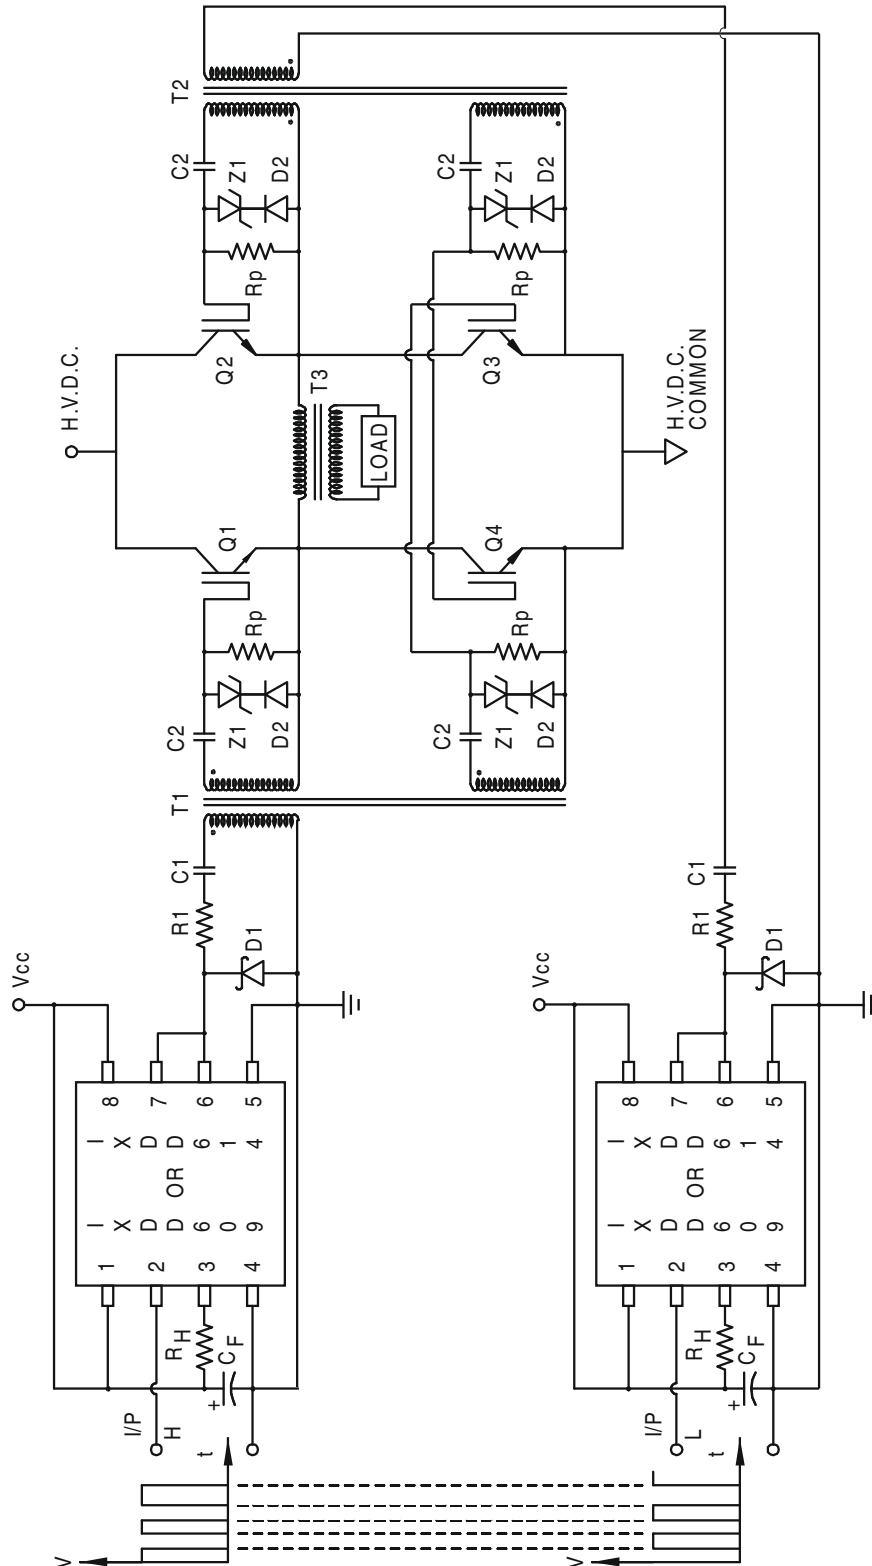 V
t
I/P
H
RH
CF
+
1
2
3
4
IXDD609
OR
IXDD614
8
7
6
5
Vcc
D1
R1
C1
T1
C2
Z1
D2
Rp
Q1
H.V.D.C.
Q2
Rp
C2
Z1
D2
T2
T3
LOAD
C2
Z1
D2
Rp
Q4
Q3
Rp
C2
Z1
D2
H.V.D.C.
COMMON
V
t
I/P
L
RH
CF
+
1
2
3
4
IXDD609
OR
IXDD614
8
7
6
5
Vcc
D1
R1
C1